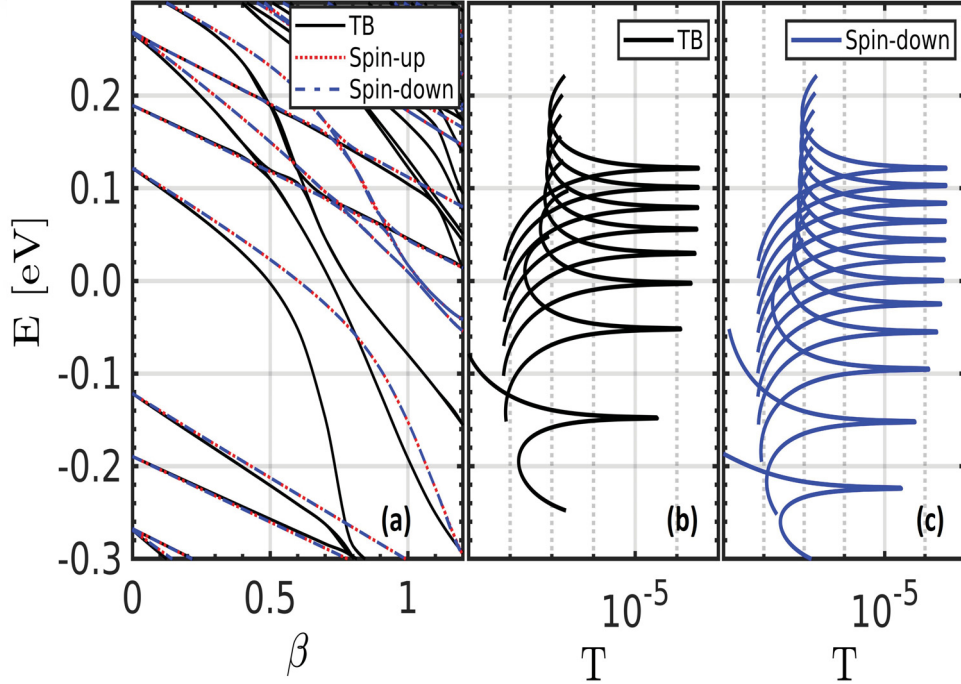 TB
Spin-up
Spin-down
TB
Spin-down
E [eV]
0.2
0.1
0.0
-0.1
-0.2
-0.3
(a)
(b)
(c)
0
0.5
1
10-5
10-5
β
T
T